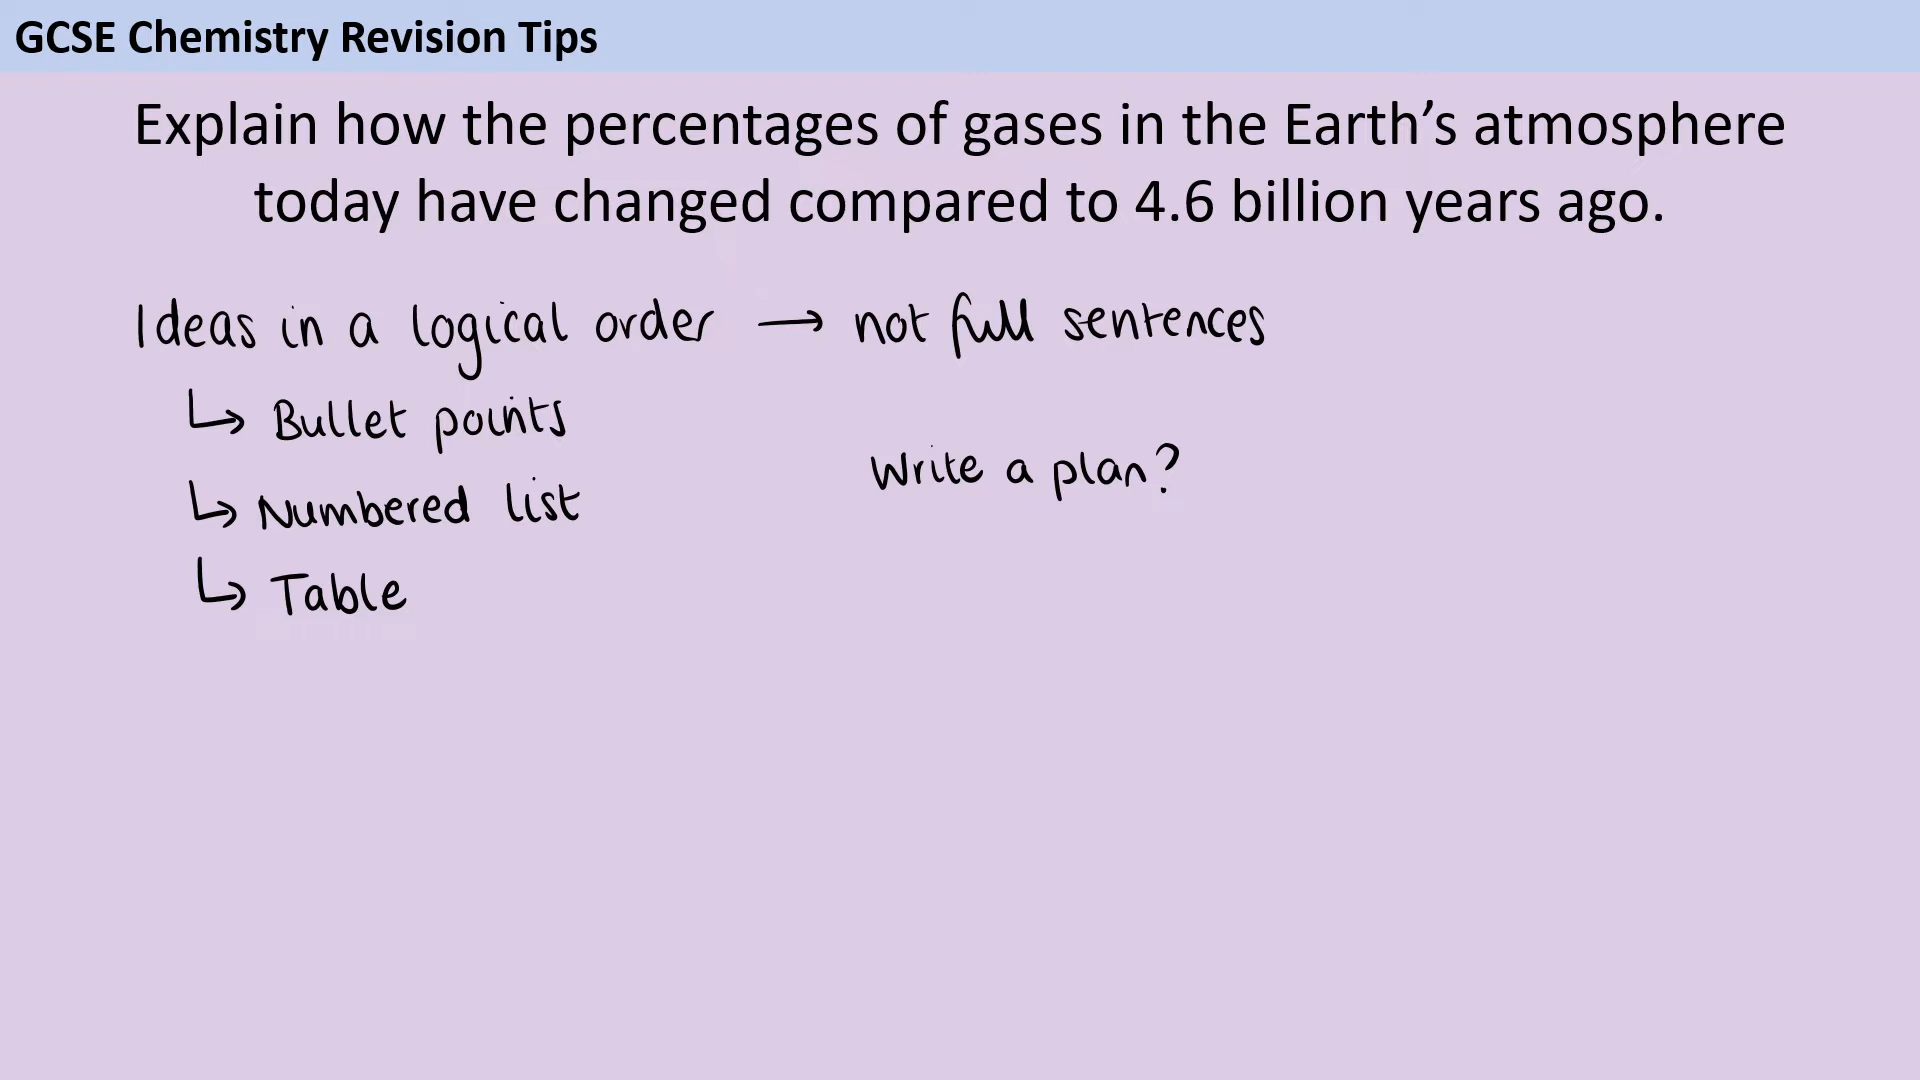 GCSE Chemistry Revision Tips
Explain how the percentages of gases in the Earth’s atmosphere
today have changed compared to 4.6 billion years ago.
Ideas in a logical order → not full sentences
↳ Bullet points
Write a plan?
↳ Numbered list
↳ Table